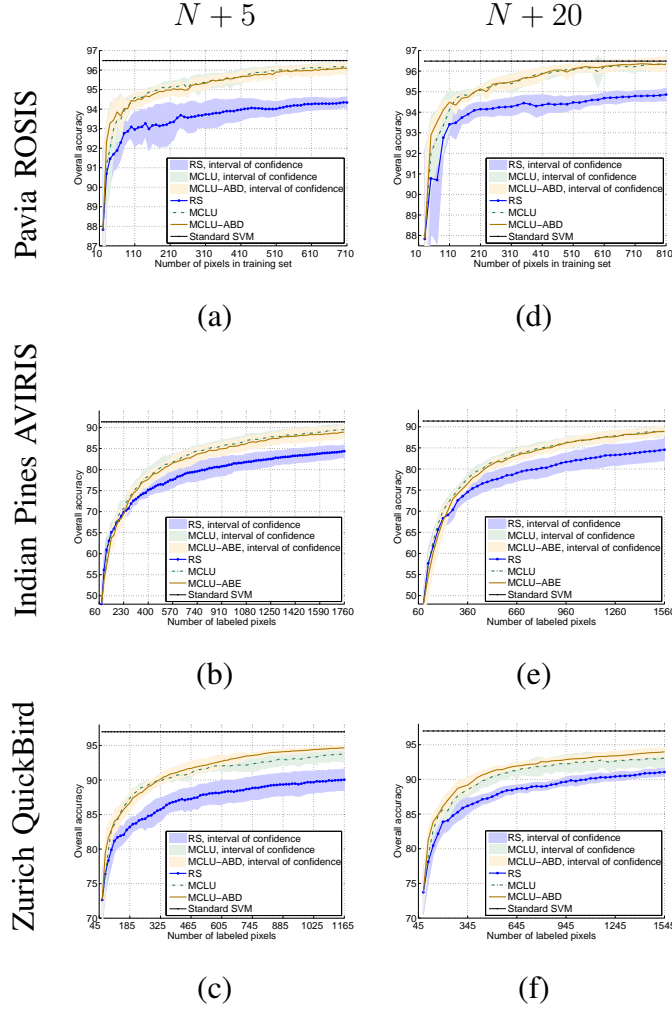 N + 5
N + 20
Pavia ROSIS
97
96
95
94
93
92
91
90
89
88
87
Overall accuracy
RS, interval of confidence
MCLU, interval of confidence
MCLU−ABD, interval of confidence
RS
MCLU
MCLU−ABD
Standard SVM
10 110 210 310 410 510 610 710
Number of pixels in training set
(a)
97
96
95
94
93
92
91
90
89
88
Overall accuracy
RS, interval of confidence
MCLU, interval of confidence
MCLU−ABD, interval of confidence
RS
MCLU
MCLU−ABD
Standard SVM
10 110 210 310 410 510 610 710 810
Number of pixels in training set
(d)
Indian Pines AVIRIS
90
85
80
75
70
65
60
55
50
Overall accuracy
RS, interval of confidence
MCLU, interval of confidence
MCLU−ABE, interval of confidence
RS
MCLU
MCLU−ABE
Standard SVM
60 230 400 570 740 910 1080 1250 1420 1590 1760
Number of labeled pixels
(b)
90
85
80
75
70
65
60
55
50
Overall accuracy
RS, interval of confidence
MCLU, interval of confidence
MCLU−ABE, interval of confidence
RS
MCLU
MCLU−ABE
Standard SVM
60 360 660 960 1260 1560
Number of labeled pixels
(e)
Zurich QuickBird
95
90
85
80
75
70
Overall accuracy
RS, interval of confidence
MCLU, interval of confidence
MCLU−ABD, interval of confidence
RS
MCLU
MCLU−ABD
Standard SVM
45 185 325 465 605 745 885 1025 1165
Number of labeled pixels
(c)
95
90
85
80
75
70
Overall accuracy
RS, interval of confidence
MCLU, interval of confidence
MCLU−ABD, interval of confidence
RS
MCLU
MCLU−ABD
Standard SVM
45 345 645 945 1245 1545
Number of labeled pixels
(f)